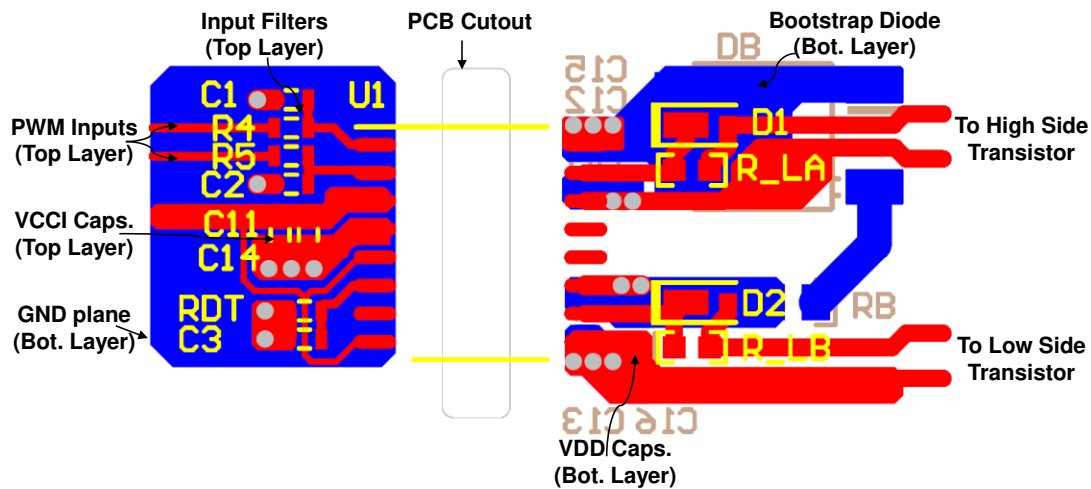 Input Filters
(Top Layer)
PCB Cutout
Bootstrap Diode
(Bot. Layer)
DB
C15
C12
C1
U1
PWM Inputs
(Top Layer)
R4
R5
C2
D1
To High Side
Transistor
R_LA
VCCI Caps.
(Top Layer)
C11
C14
RDT
C3
GND plane
(Bot. Layer)
D2
RB
R_LB
To Low Side
Transistor
C13
C16
VDD Caps.
(Bot. Layer)